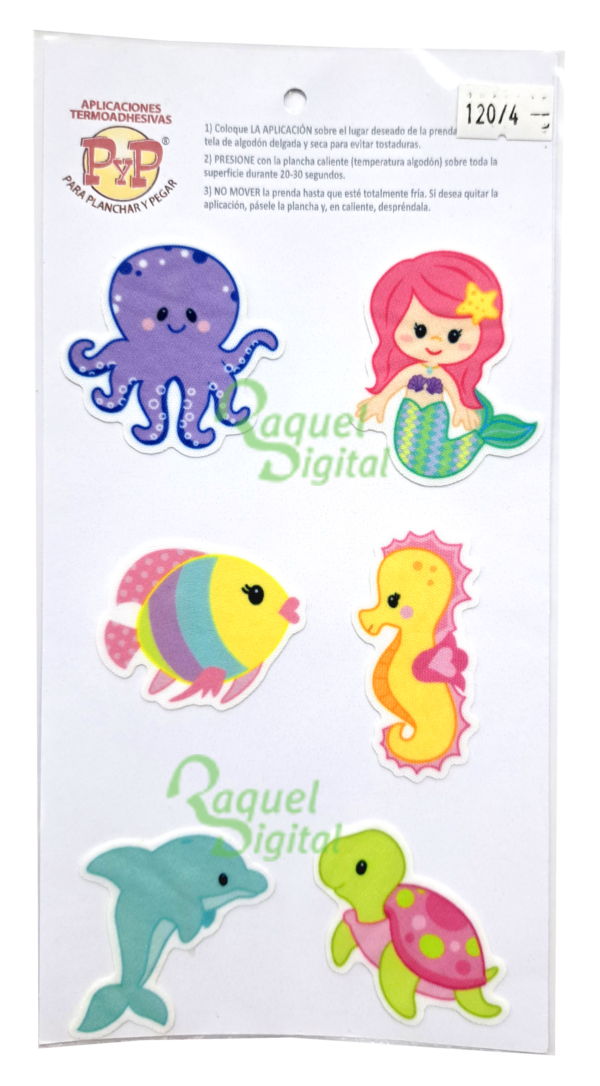 APLICACIONES
TERMOADHESIVAS
PyP®
PARA PLANCHAR Y PEGAR
120/4
1) Coloque LA APLICACIÓN sobre el lugar deseado de la prenda
tela de algodón delgada y seca para evitar tostaduras.
2) PRESIONE con la plancha caliente (temperatura algodón) sobre toda la
superficie durante 20-30 segundos.
3) NO MOVER la prenda hasta que esté totalmente fría. Si desea quitar la
aplicación, pásele la plancha y, en caliente, despréndala.
Raquel
Digital
Raquel
Digital